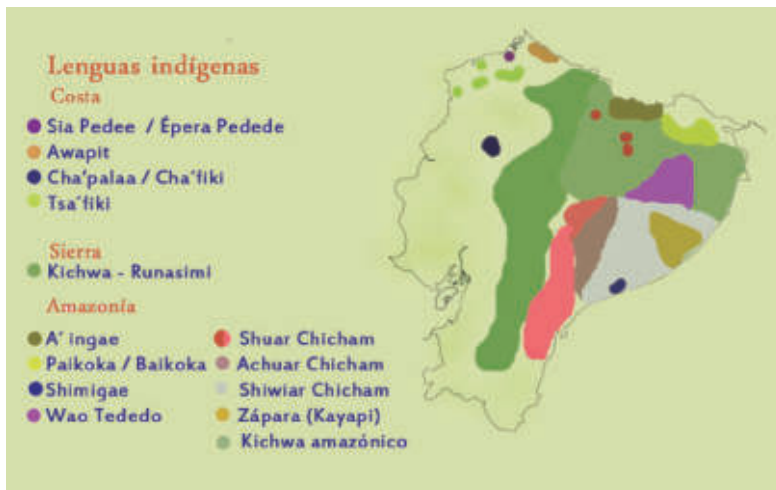 Lenguas indígenas
Costa
Sia Pedee / Épera Pedede
Awapit
Cha'palaa / Cha'fiki
Tsa'fiki
Sierra
Kichwa - Runasimi
Amazonía
A' ingae
Paikoka / Baikoka
Shimigae
Wao Tededo
Shuar Chicham
Achuar Chicham
Shiwiar Chicham
Zápara (Kayapi)
Kichwa amazónico